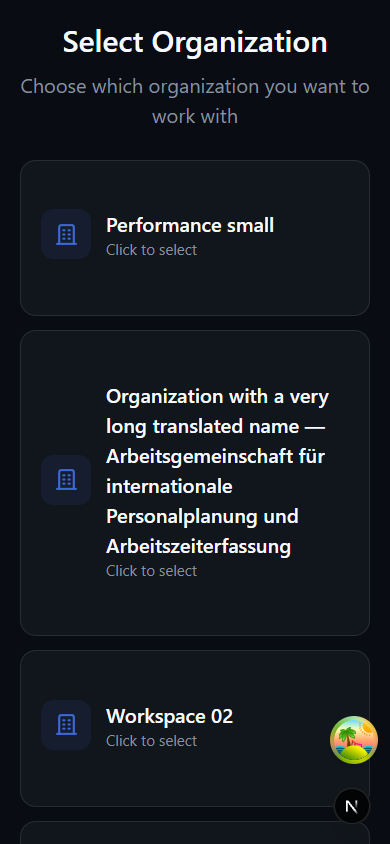 Select Organization
Choose which organization you want to
work with
Performance small
Click to select
Organization with a very
long translated name —
Arbeitsgemeinschaft für
internationale
Personalplanung und
Arbeitszeiterfassung
Click to select
Workspace 02
Click to select
N